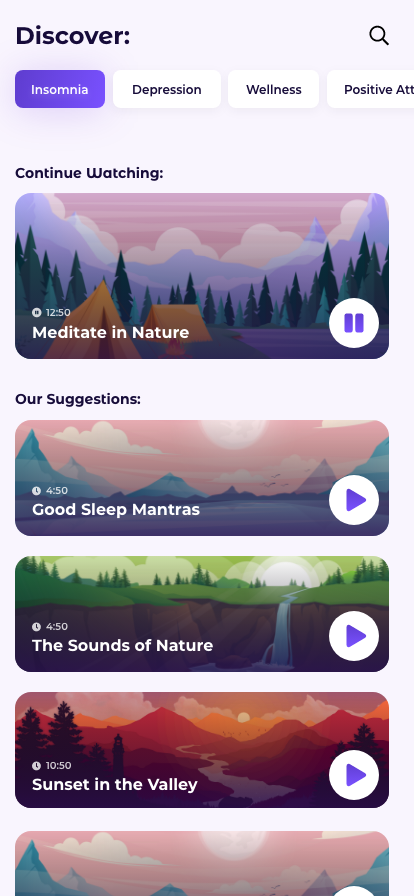 Discover:
Insomnia
Depression
Wellness
Positive Att
Continue Watching:
12:50
Meditate in Nature
Our Suggestions:
4:50
Good Sleep Mantras
4:50
The Sounds of Nature
10:50
Sunset in the Valley